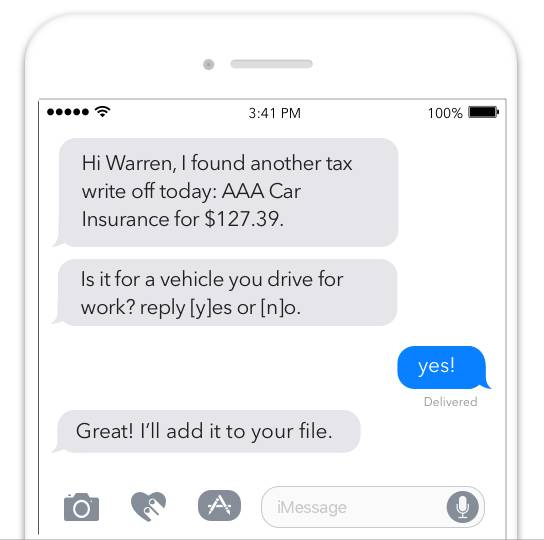 3:41 PM
100%
Hi Warren, I found another tax
write off today: AAA Car
Insurance for $127.39.
Is it for a vehicle you drive for
work? reply [y]es or [n]o.
yes!
Delivered
Great! I'll add it to your file.
iMessage